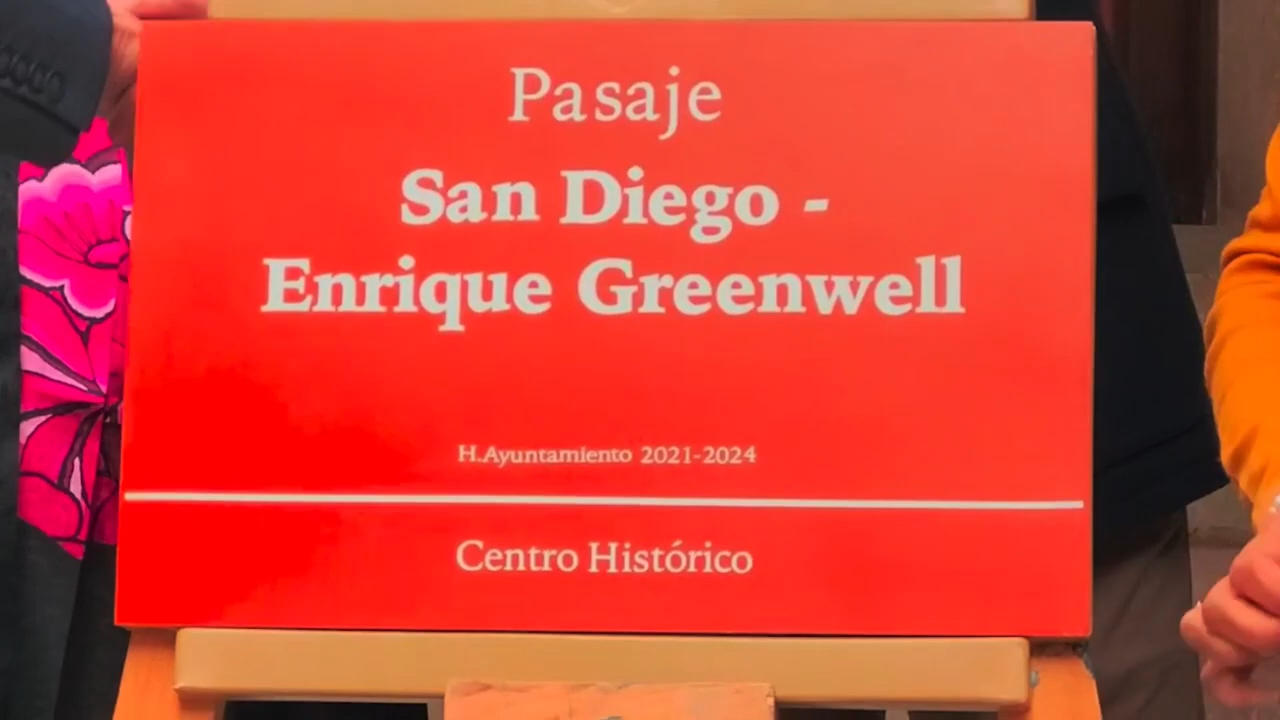 Pasaje
San Diego -
Enrique Greenwell
H.Ayuntamiento 2021-2024
Centro Histórico